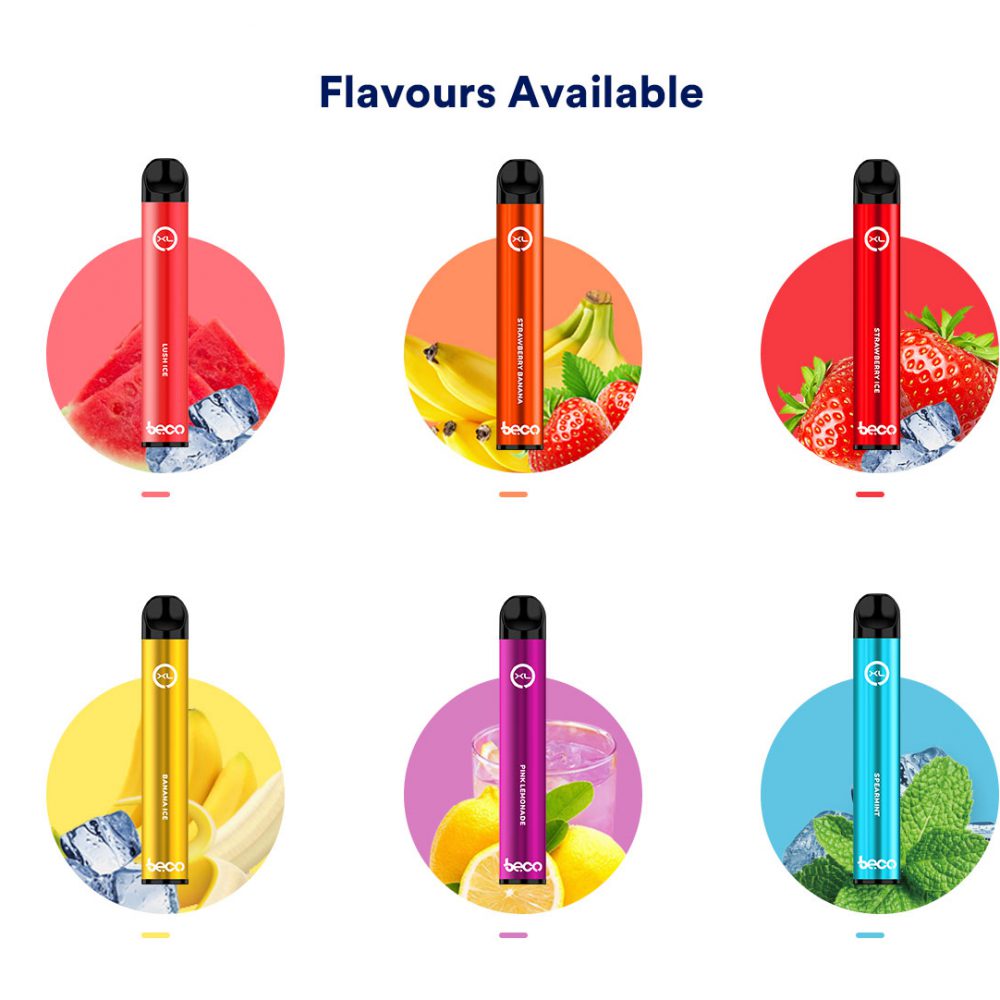 Flavours Available
XL
LUSH ICE
beco
XL
STRAWBERRY BANANA
beco
XL
STRAWBERRY ICE
beco
XL
BANANA ICE
beco
XL
PINK LEMONADE
beco
XL
SPEARMINT
beco